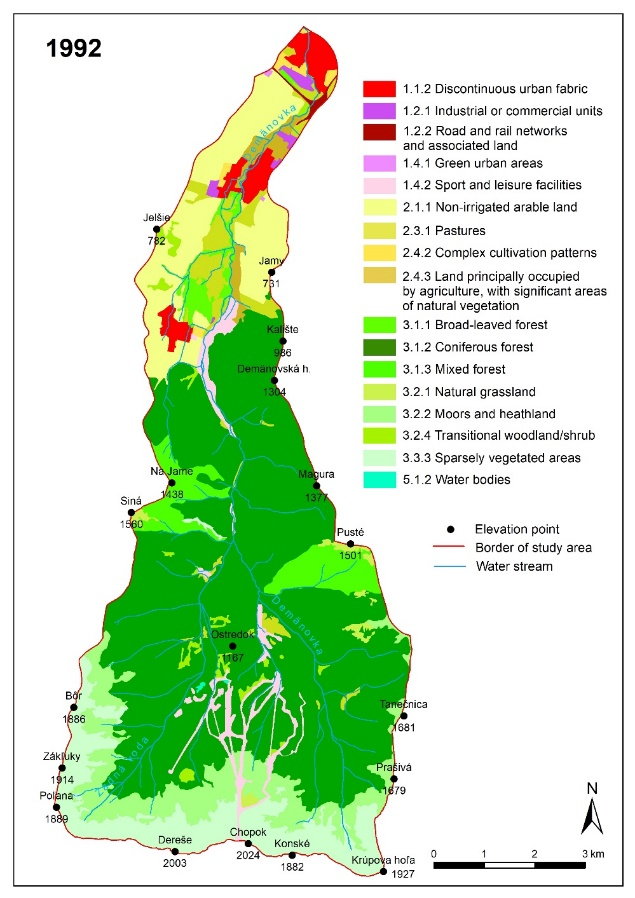 1992
1.1.2 Discontinuous urban fabric
1.2.1 Industrial or commercial units
1.2.2 Road and rail networks
and associated land
1.4.1 Green urban areas
1.4.2 Sport and leisure facilities
2.1.1 Non-irrigated arable land
2.3.1 Pastures
2.4.2 Complex cultivation patterns
2.4.3 Land principally occupied
by agriculture, with significant areas
of natural vegetation
3.1.1 Broad-leaved forest
3.1.2 Coniferous forest
3.1.3 Mixed forest
3.2.1 Natural grassland
3.2.2 Moors and heathland
3.2.4 Transitional woodland/shrub
3.3.3 Sparsely vegetated areas
5.1.2 Water bodies
Elevation point
Border of study area
Water stream
Demänovka
Jelšie
782
Jamy
731
Kalište
986
Demänovská h.
1304
Na Jame
1438
Magura
1377
Siná
1560
Pusté
1501
Demänovka
Ostredok
1167
Bôr
1886
Tanečnica
1681
Zadná voda
Zákluky
1914
Prašivá
1679
Poľana
1889
Dereše
2003
Chopok
2024
Konské
1882
Krúpova hoľa
1927
N
0 1 2 3 km